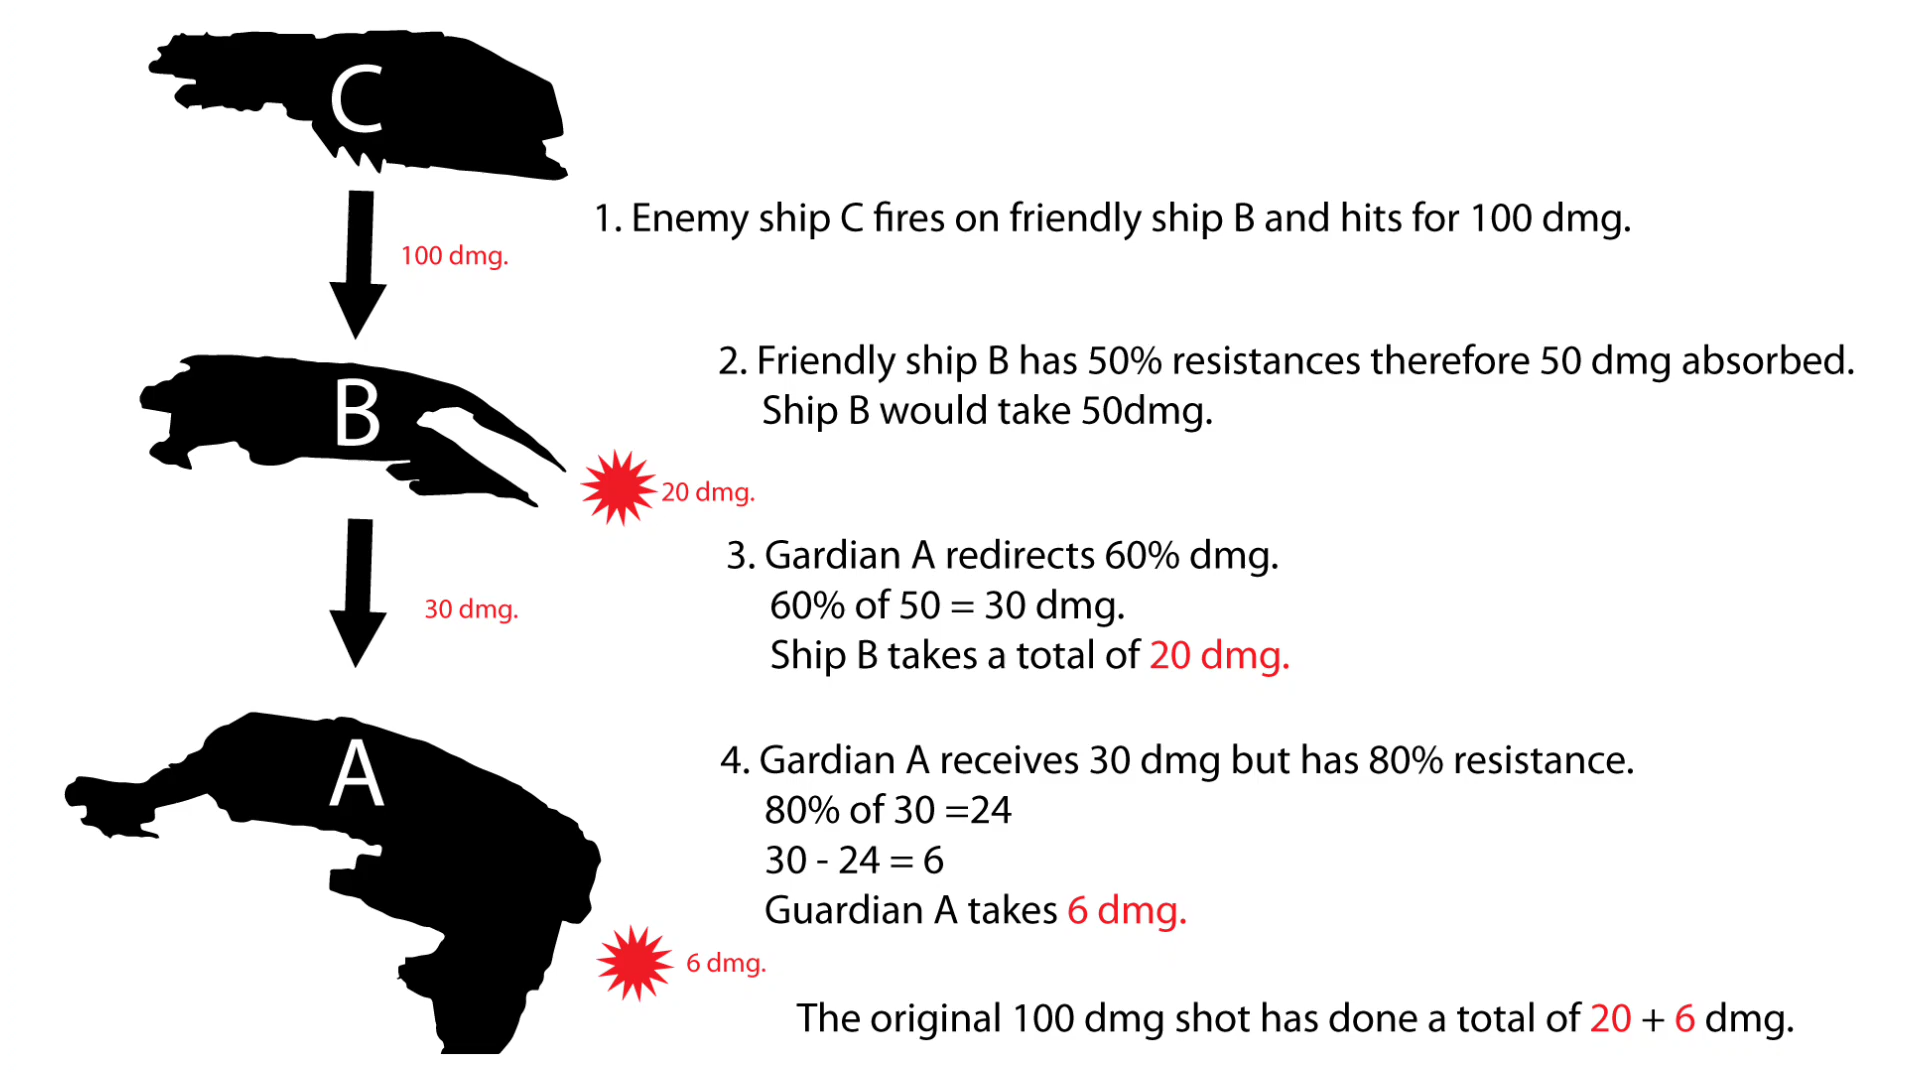 C
1. Enemy ship C fires on friendly ship B and hits for 100 dmg.
100 dmg.
2. Friendly ship B has 50% resistances therefore 50 dmg absorbed.
Ship B would take 50dmg.
B
20 dmg.
3. Gardian A redirects 60% dmg.
60% of 50 = 30 dmg.
Ship B takes a total of 20 dmg.
30 dmg.
A
4. Gardian A receives 30 dmg but has 80% resistance.
80% of 30 =24
30 - 24 = 6
Guardian A takes 6 dmg.
6 dmg.
The original 100 dmg shot has done a total of 20 + 6 dmg.